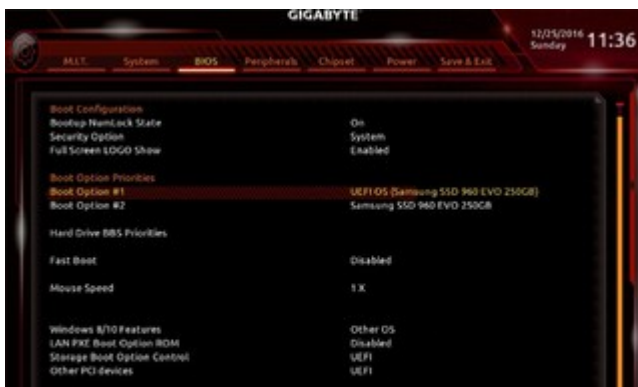 GIGABYTE
12/25/2016
Sunday
11:36
M.I.T. System BIOS Peripherals Chipset Power Save & Exit
Boot Configuration
Bootup NumLock State On
Security Option System
Full Screen LOGO Show Enabled
Boot Option Priorities
Boot Option #1 UEFI OS (Samsung SSD 960 EVO 250GB)
Boot Option #2 Samsung SSD 960 EVO 250GB
Hard Drive BBS Priorities
Fast Boot Disabled
Mouse Speed 1 X
Windows 8/10 Features Other OS
LAN PXE Boot Option ROM Disabled
Storage Boot Option Control UEFI
Other PCI devices UEFI